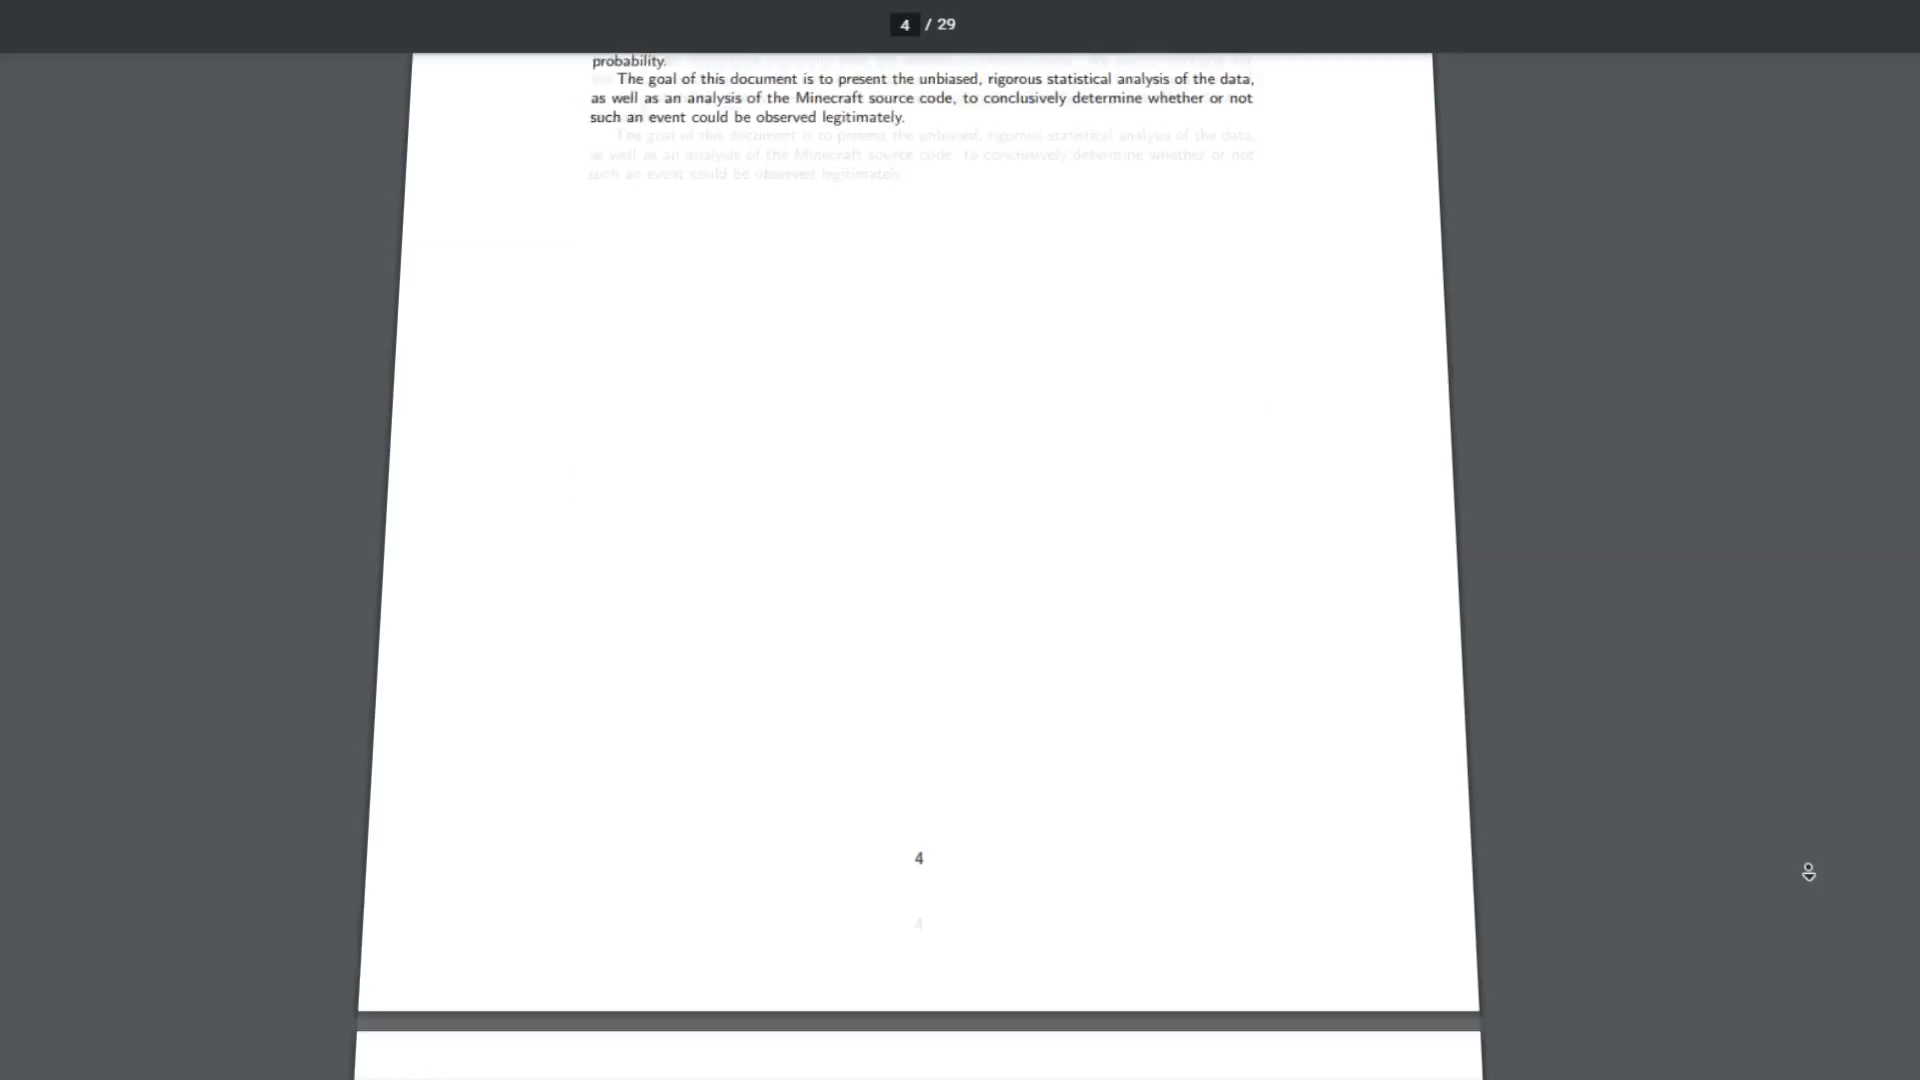 4 / 29
probability.
The goal of this document is to present the unbiased, rigorous statistical analysis of the data,
as well as an analysis of the Minecraft source code, to conclusively determine whether or not
such an event could be observed legitimately.
The goal of this document is to present the unbiased, rigorous statistical analysis of the data,
as well as an analysis of the Minecraft source code, to conclusively determine whether or not
such an event could be observed legitimately.
4
4